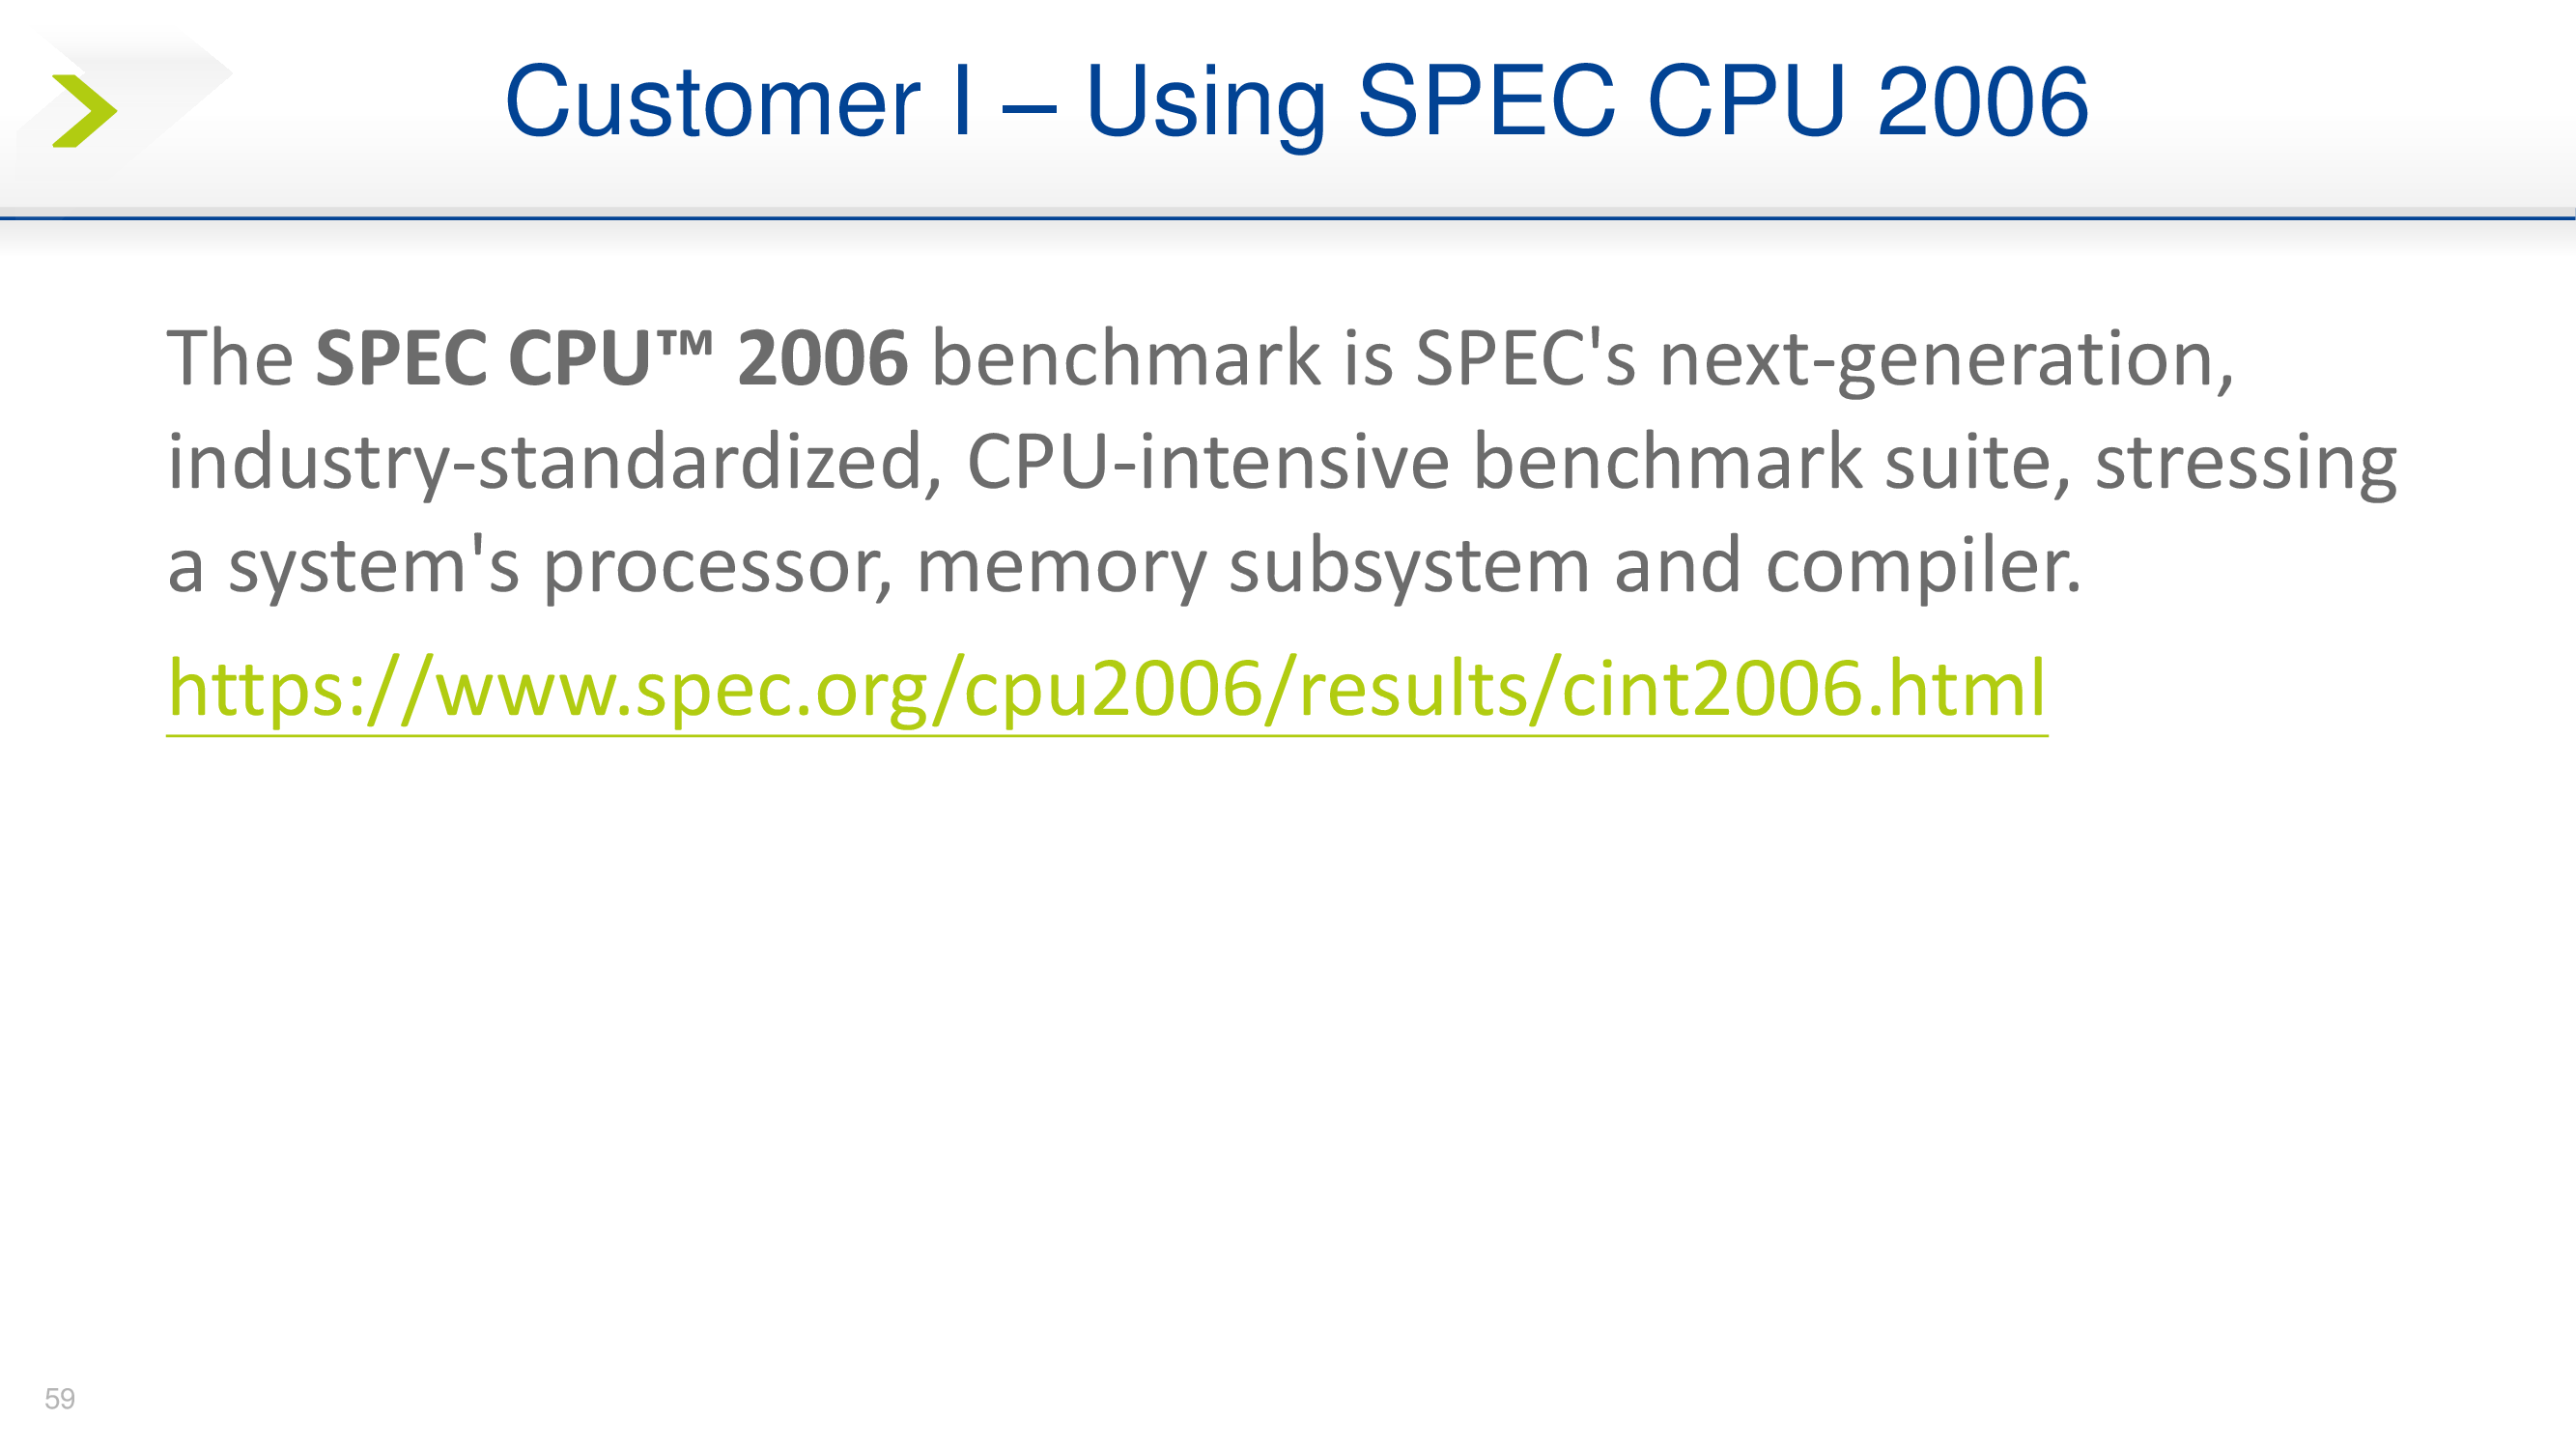 Customer I – Using SPEC CPU 2006
The SPEC CPU™ 2006 benchmark is SPEC's next-generation,
industry-standardized, CPU-intensive benchmark suite, stressing
a system's processor, memory subsystem and compiler.
https://www.spec.org/cpu2006/results/cint2006.html
59